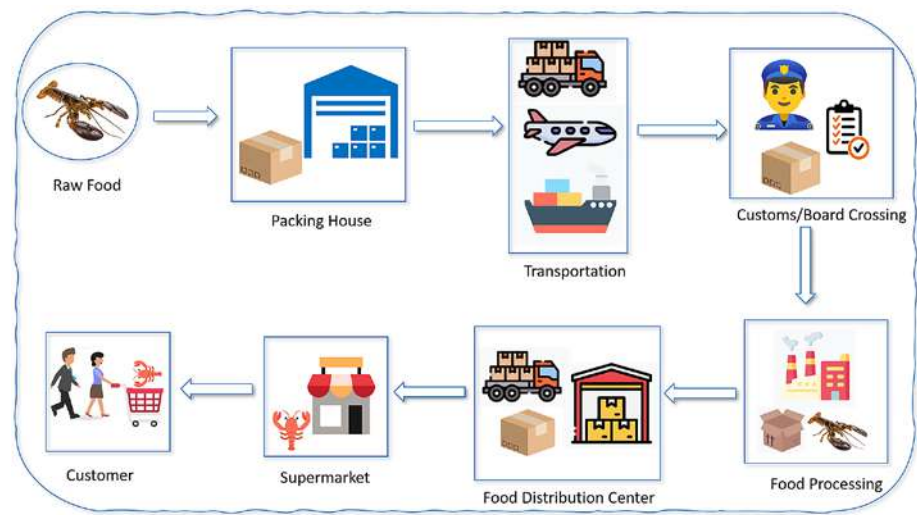 Raw Food
Packing House
Transportation
Customs/Board Crossing
Customer
Supermarket
Food Distribution Center
Food Processing